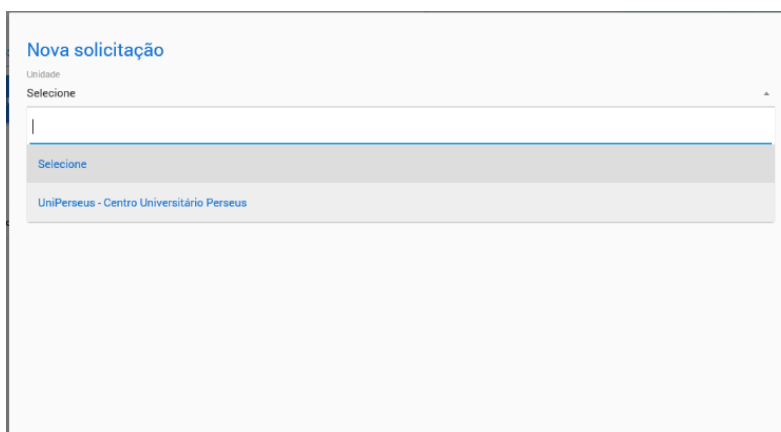 Nova solicitação
Unidade
Selecione
Selecione
UniPerseus - Centro Universitário Perseus